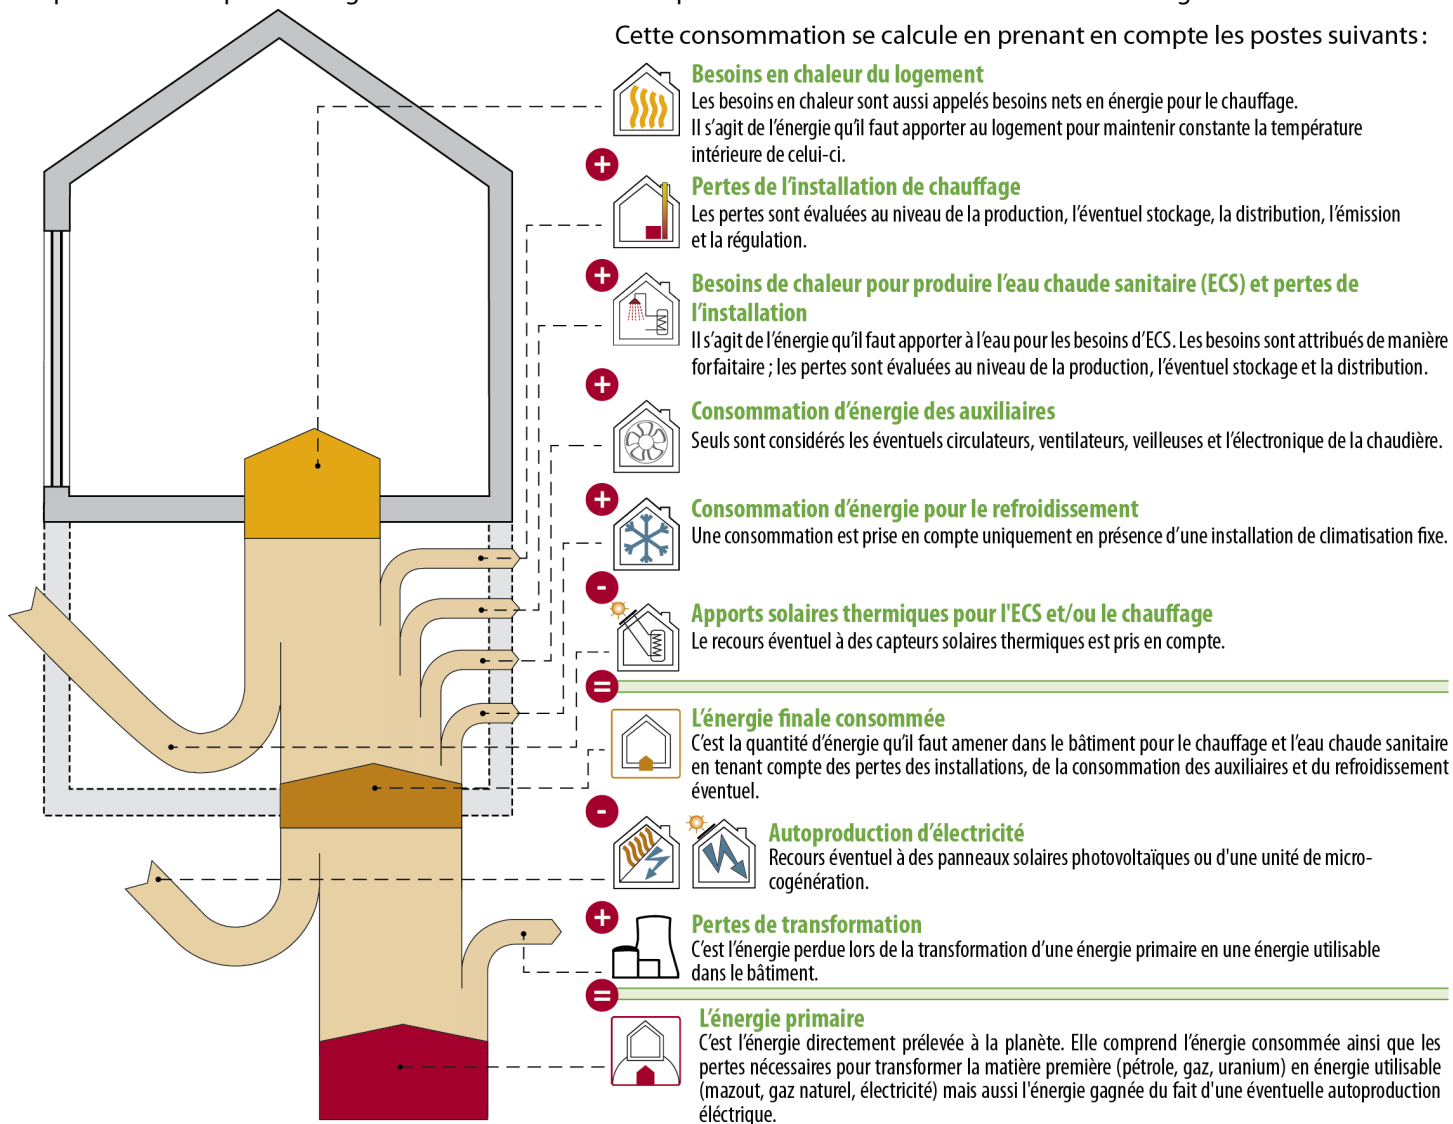 Cette consommation se calcule en prenant en compte les postes suivants :
Besoins en chaleur du logement
Les besoins en chaleur sont aussi appelés besoins nets en énergie pour le chauffage.
Il s'agit de l'énergie qu'il faut apporter au logement pour maintenir constante la température
intérieure de celui-ci.
+
Pertes de l'installation de chauffage
Les pertes sont évaluées au niveau de la production, l'éventuel stockage, la distribution, l'émission
et la régulation.
+
Besoins de chaleur pour produire l'eau chaude sanitaire (ECS) et pertes de
l'installation
Il s'agit de l'énergie qu'il faut apporter à l'eau pour les besoins d'ECS. Les besoins sont attribués de manière
forfaitaire ; les pertes sont évaluées au niveau de la production, l'éventuel stockage et la distribution.
+
Consommation d'énergie des auxiliaires
Seuls sont considérés les éventuels circulateurs, ventilateurs, veilleuses et l'électronique de la chaudière.
+
Consommation d'énergie pour le refroidissement
Une consommation est prise en compte uniquement en présence d'une installation de climatisation fixe.
-
Apports solaires thermiques pour l'ECS et/ou le chauffage
Le recours éventuel à des capteurs solaires thermiques est pris en compte.
=
L'énergie finale consommée
C'est la quantité d'énergie qu'il faut amener dans le bâtiment pour le chauffage et l'eau chaude sanitaire
en tenant compte des pertes des installations, de la consommation des auxiliaires et du refroidissement
éventuel.
-
Autoproduction d'électricité
Recours éventuel à des panneaux solaires photovoltaïques ou d'une unité de micro-
cogénération.
+
Pertes de transformation
C'est l'énergie perdue lors de la transformation d'une énergie primaire en une énergie utilisable
dans le bâtiment.
=
L'énergie primaire
C'est l'énergie directement prélevée à la planète. Elle comprend l'énergie consommée ainsi que les
pertes nécessaires pour transformer la matière première (pétrole, gaz, uranium) en énergie utilisable
(mazout, gaz naturel, électricité) mais aussi l'énergie gagnée du fait d'une éventuelle autoproduction
éléctrique.